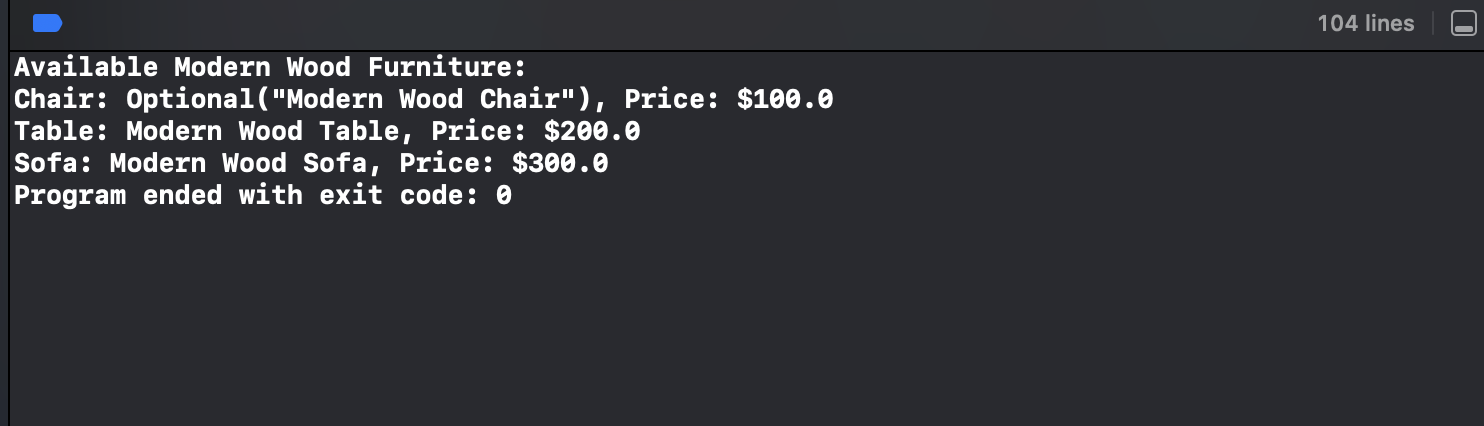 104 lines
Available Modern Wood Furniture:
Chair: Optional("Modern Wood Chair"), Price: $100.0
Table: Modern Wood Table, Price: $200.0
Sofa: Modern Wood Sofa, Price: $300.0
Program ended with exit code: 0